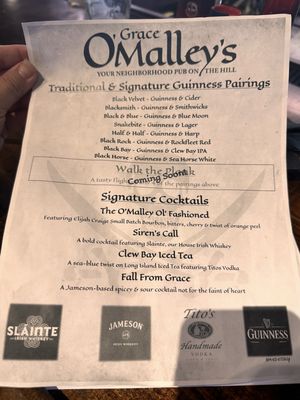 Grace
O'Malley's
YOUR NEIGHBORHOOD PUB ON THE HILL
Traditional & Signature Guinness Pairings
Black Velvet - Guinness & Cider
Blacksmith - Guinness & Smithwicks
Black & Blue - Guinness & Blue Moon
Snakebite - Guinness & Lager
Half & Half - Guinness & Harp
Black Rock - Guinness & Rockfleet Red
Black Bay - Guinness & Clew Bay IPA
Black Horse - Guinness & Sea Horse White
Walk the Plank
Coming Soon!
A tasty flight of the pairings above
Signature Cocktails
The O'Malley Ol' Fashioned
Featuring Elijah Craige Small Batch Bourbon, bitters, cherry & twist of orange peel
Siren's Call
A bold cocktail featuring Slainte, our House Irish Whiskey
Clew Bay Iced Tea
A sea-blue twist on Long Island Iced Tea featuring Titos Vodka
Fall From Grace
A Jameson-based spicey & sour cocktail not for the faint of heart
SLÁINTE
IRISH WHISKEY
JAMESON
IRISH WHISKEY
Tito's
Handmade
VODKA
GUINNESS